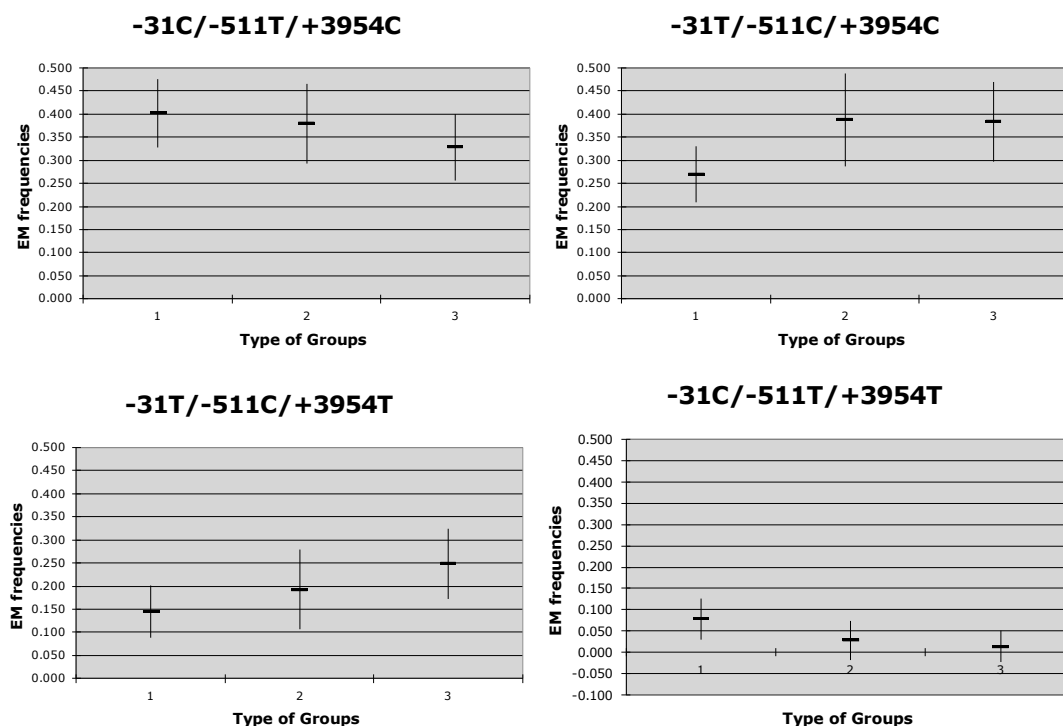 -31C/-511T/+3954C
0.500
0.450
0.400
0.350
0.300
0.250
0.200
0.150
0.100
0.050
0.000
EM frequencies
1 2 3
Type of Groups
-31T/-511C/+3954C
0.500
0.450
0.400
0.350
0.300
0.250
0.200
0.150
0.100
0.050
0.000
EM frequencies
1 2 3
Type of Groups
-31T/-511C/+3954T
0.500
0.450
0.400
0.350
0.300
0.250
0.200
0.150
0.100
0.050
0.000
EM frequencies
1 2 3
Type of Groups
-31C/-511T/+3954T
0.500
0.450
0.400
0.350
0.300
0.250
0.200
0.150
0.100
0.050
0.000
-0.050
-0.100
EM frequencies
1 2 3
Type of Groups